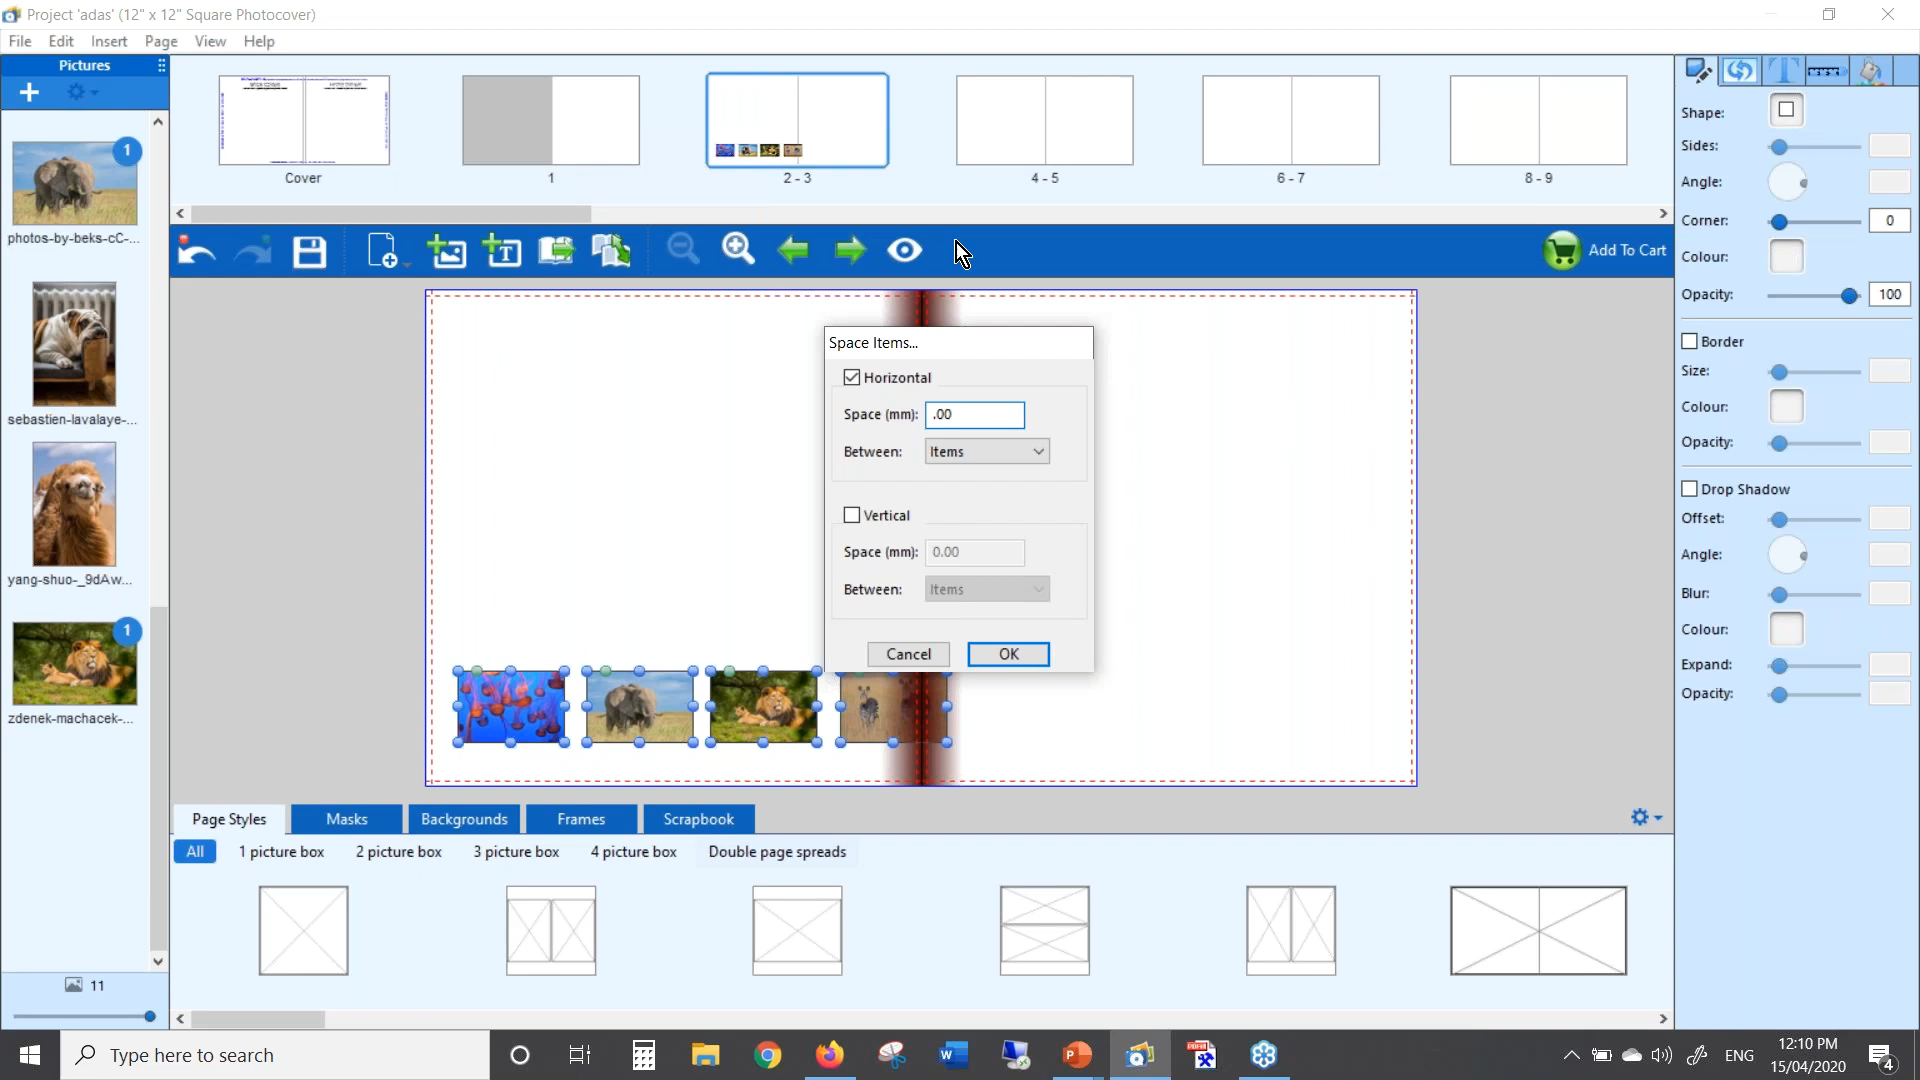 Project 'adas' (12" x 12" Square Photocover)
File Edit Insert Page View Help
Pictures
1
photos-by-beks-cC-...
sebastien-lavalaye-...
yang-shuo-_9dAw...
1
zdenek-machacek-...
11
Cover
1
2 - 3
4 - 5
6 - 7
8 - 9
Add To Cart
Space Items...
Horizontal
Space (mm): .00
Between: Items
Vertical
Space (mm): 0.00
Between: Items
Cancel OK
Page Styles Masks Backgrounds Frames Scrapbook
All 1 picture box 2 picture box 3 picture box 4 picture box Double page spreads
Shape:
Sides:
Angle:
Corner: 0
Colour:
Opacity: 100
Border
Size:
Colour:
Opacity:
Drop Shadow
Offset:
Angle:
Blur:
Colour:
Expand:
Opacity:
Type here to search
ENG
12:10 PM
15/04/2020
4